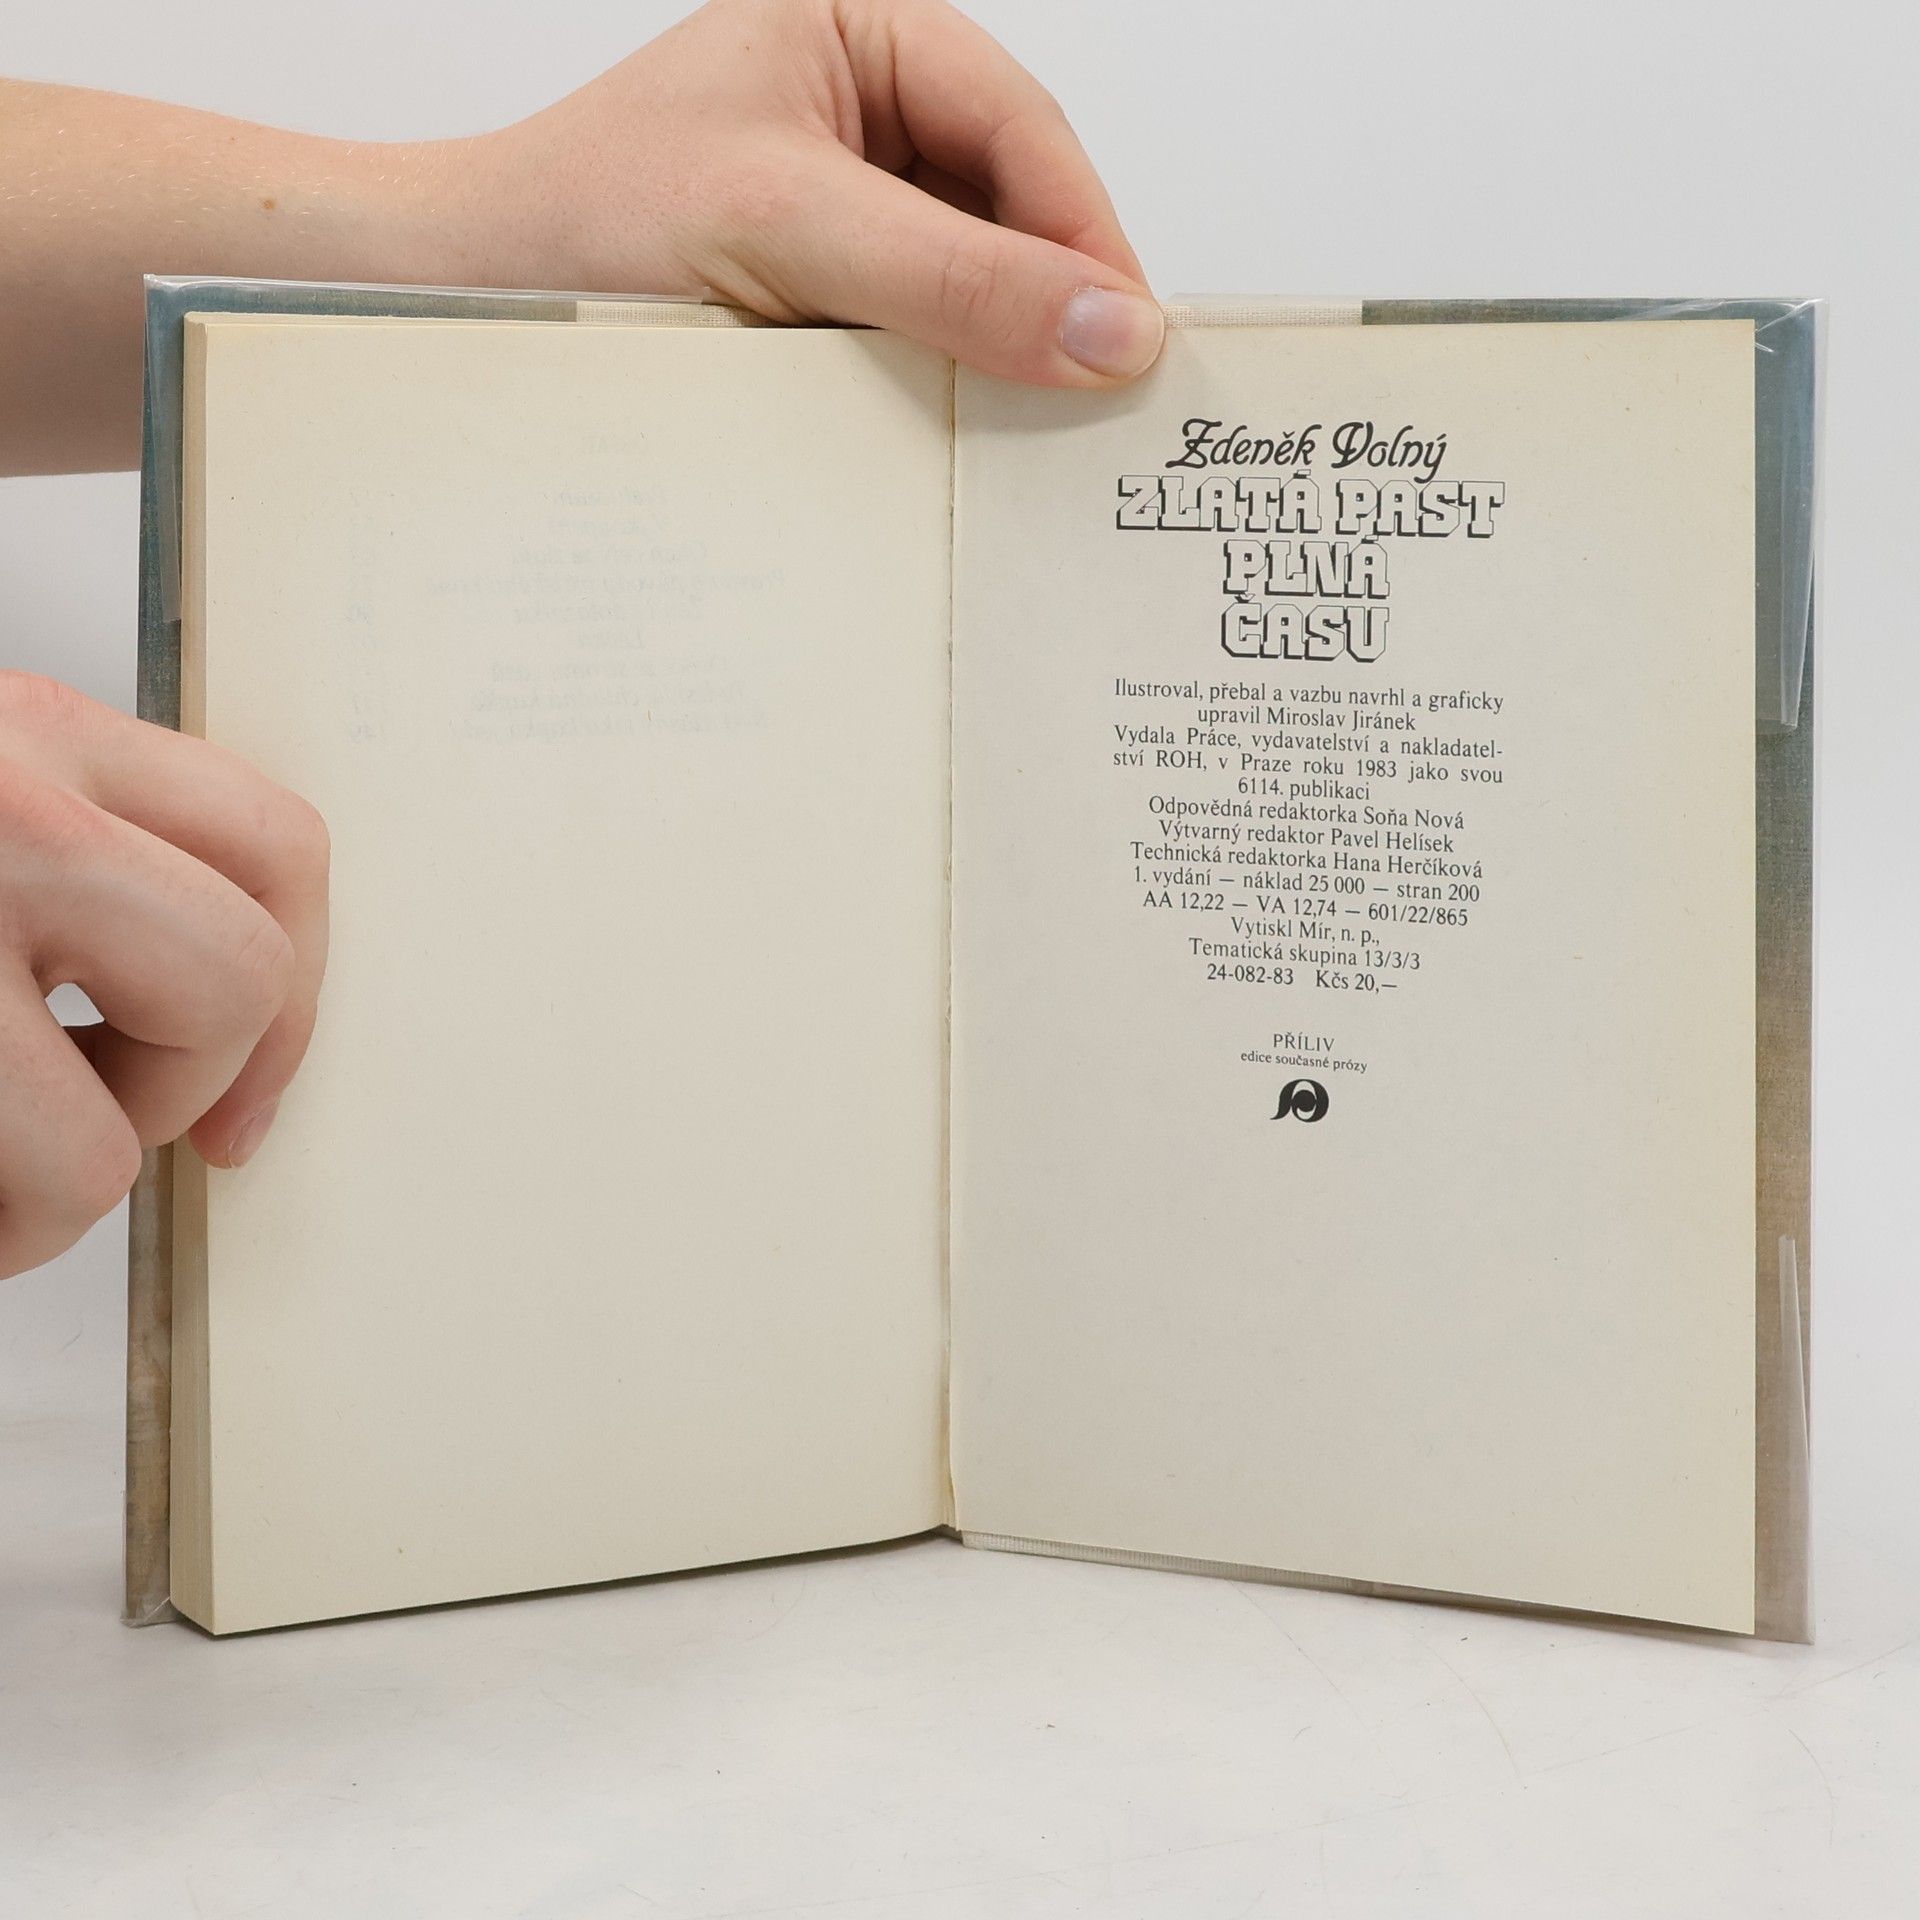 Zdeněk Volný
ZLATÁ PAST
PLNÁ
ČASU
Ilustroval, přebal a vazbu navrhl a graficky
upravil Miroslav Jiránek
Vydala Práce, vydavatelství a nakladatel-
ství ROH, v Praze roku 1983 jako svou
6114. publikaci
Odpovědná redaktorka Soňa Nová
Výtvarný redaktor Pavel Helísek
Technická redaktorka Hana Herčíková
1. vydání — náklad 25 000 — stran 200
AA 12,22 — VA 12,74 — 601/22/865
Vytiskl Mír, n. p.,
Tematická skupina 13/3/3
24-082-83 Kčs 20,—
PŘÍLIV
edice současné prózy